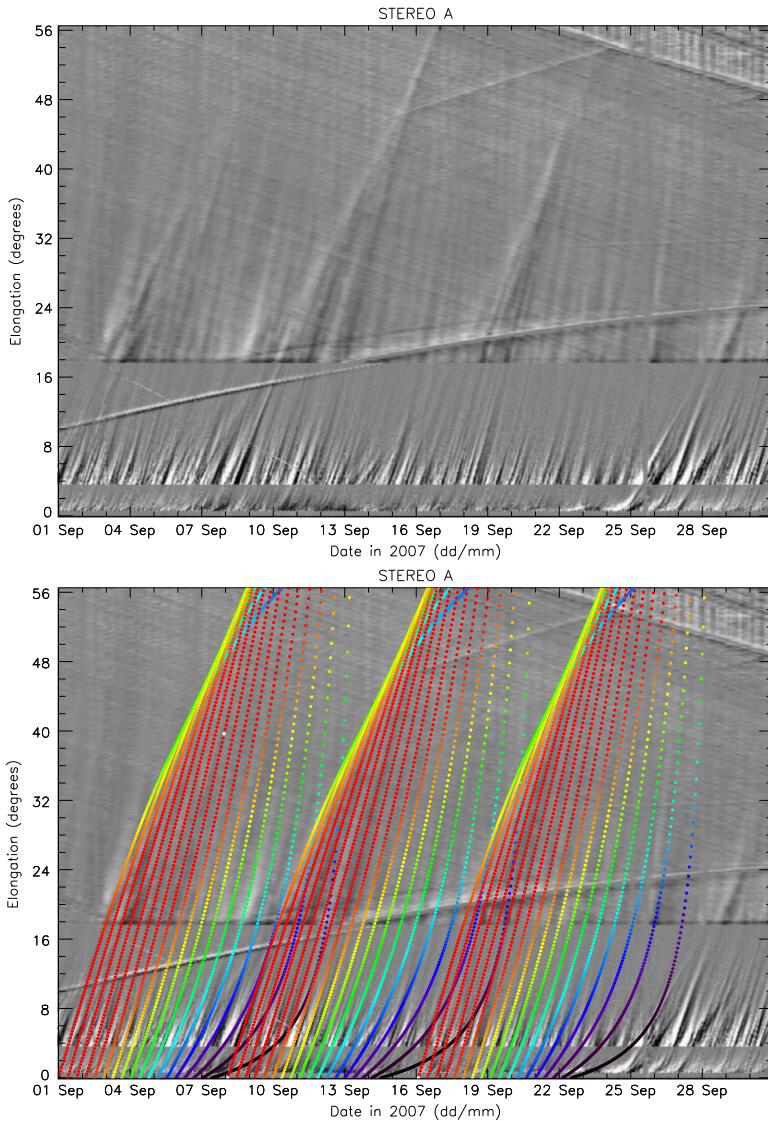 STEREO A
56
48
40
32
24
16
8
0
Elongation (degrees)
01 Sep 04 Sep 07 Sep 10 Sep 13 Sep 16 Sep 19 Sep 22 Sep 25 Sep 28 Sep
Date in 2007 (dd/mm)
STEREO A
56
48
40
32
24
16
8
0
Elongation (degrees)
01 Sep 04 Sep 07 Sep 10 Sep 13 Sep 16 Sep 19 Sep 22 Sep 25 Sep 28 Sep
Date in 2007 (dd/mm)